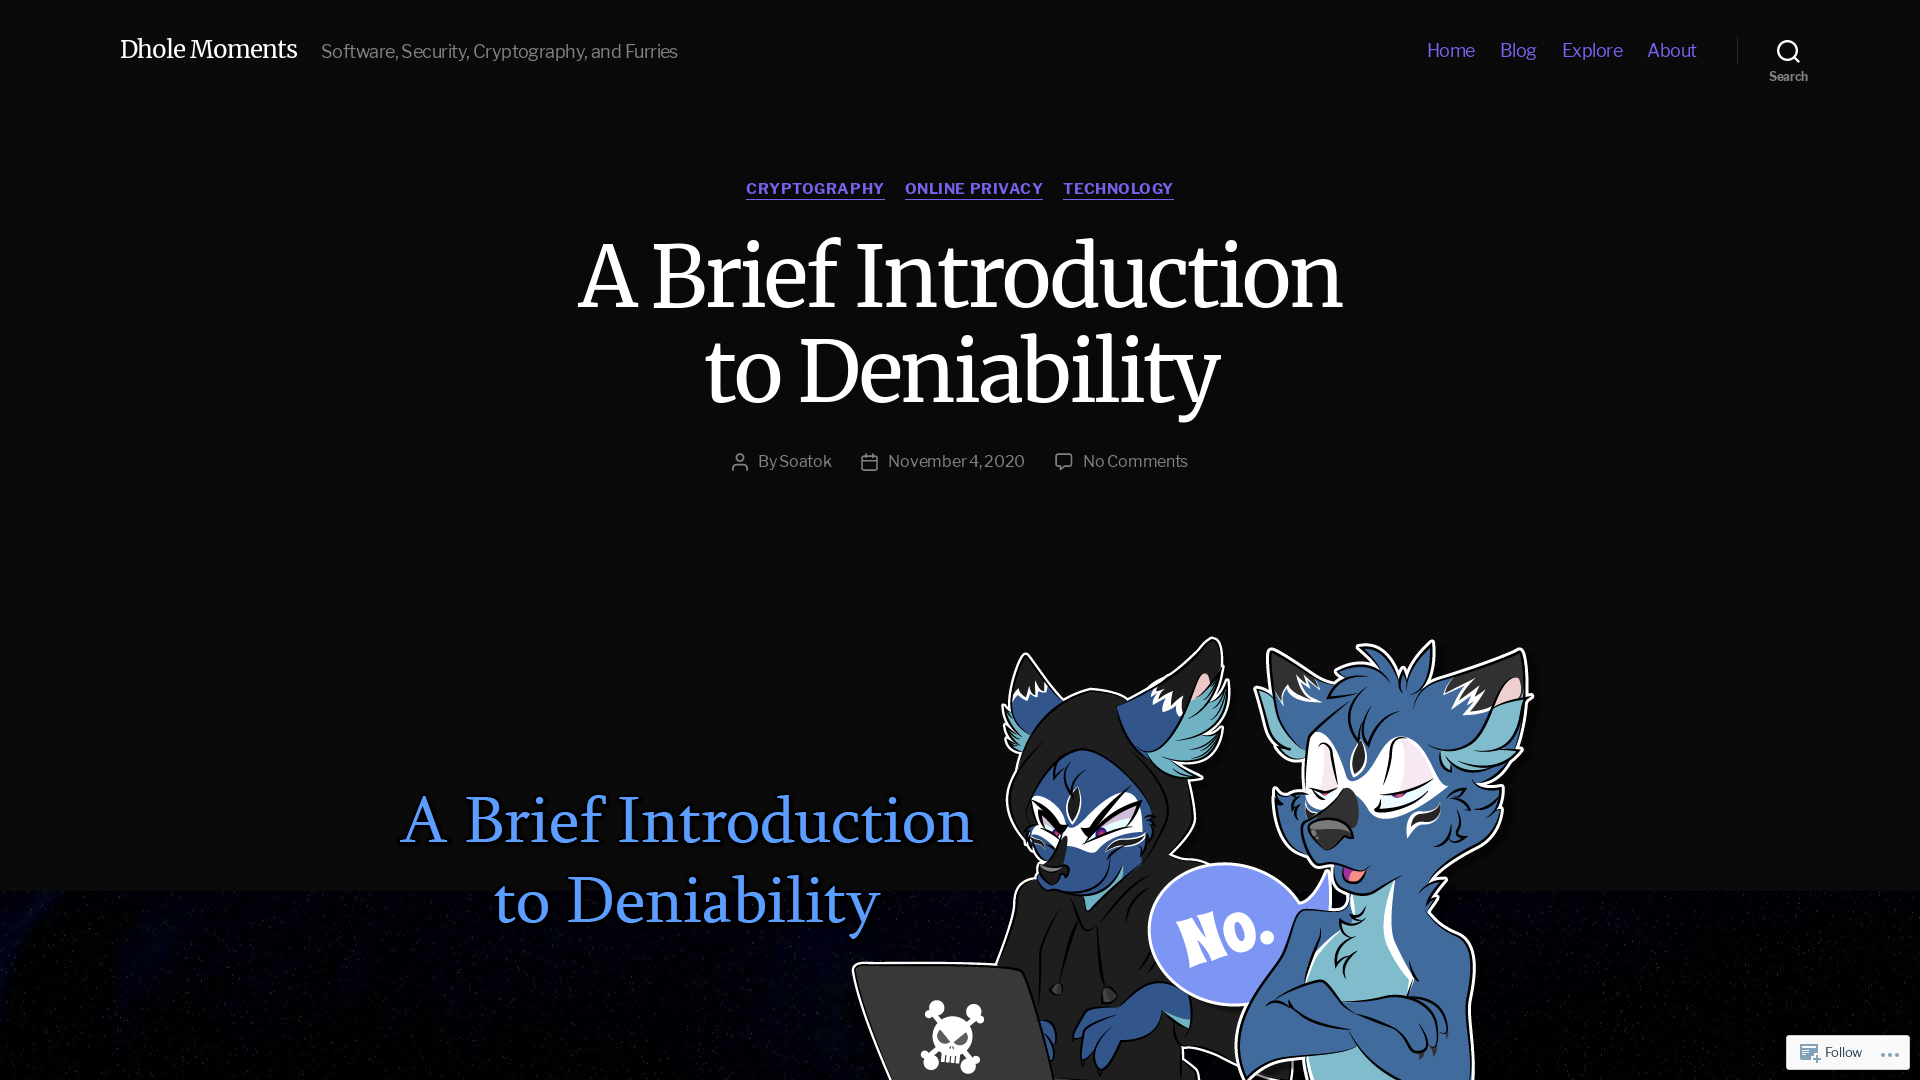 Dhole Moments
Software, Security, Cryptography, and Furries
Home Blog Explore About
Search
CRYPTOGRAPHY ONLINE PRIVACY TECHNOLOGY
A Brief Introduction
to Deniability
By Soatok November 4, 2020 No Comments
A Brief Introduction
to Deniability
No.
Follow